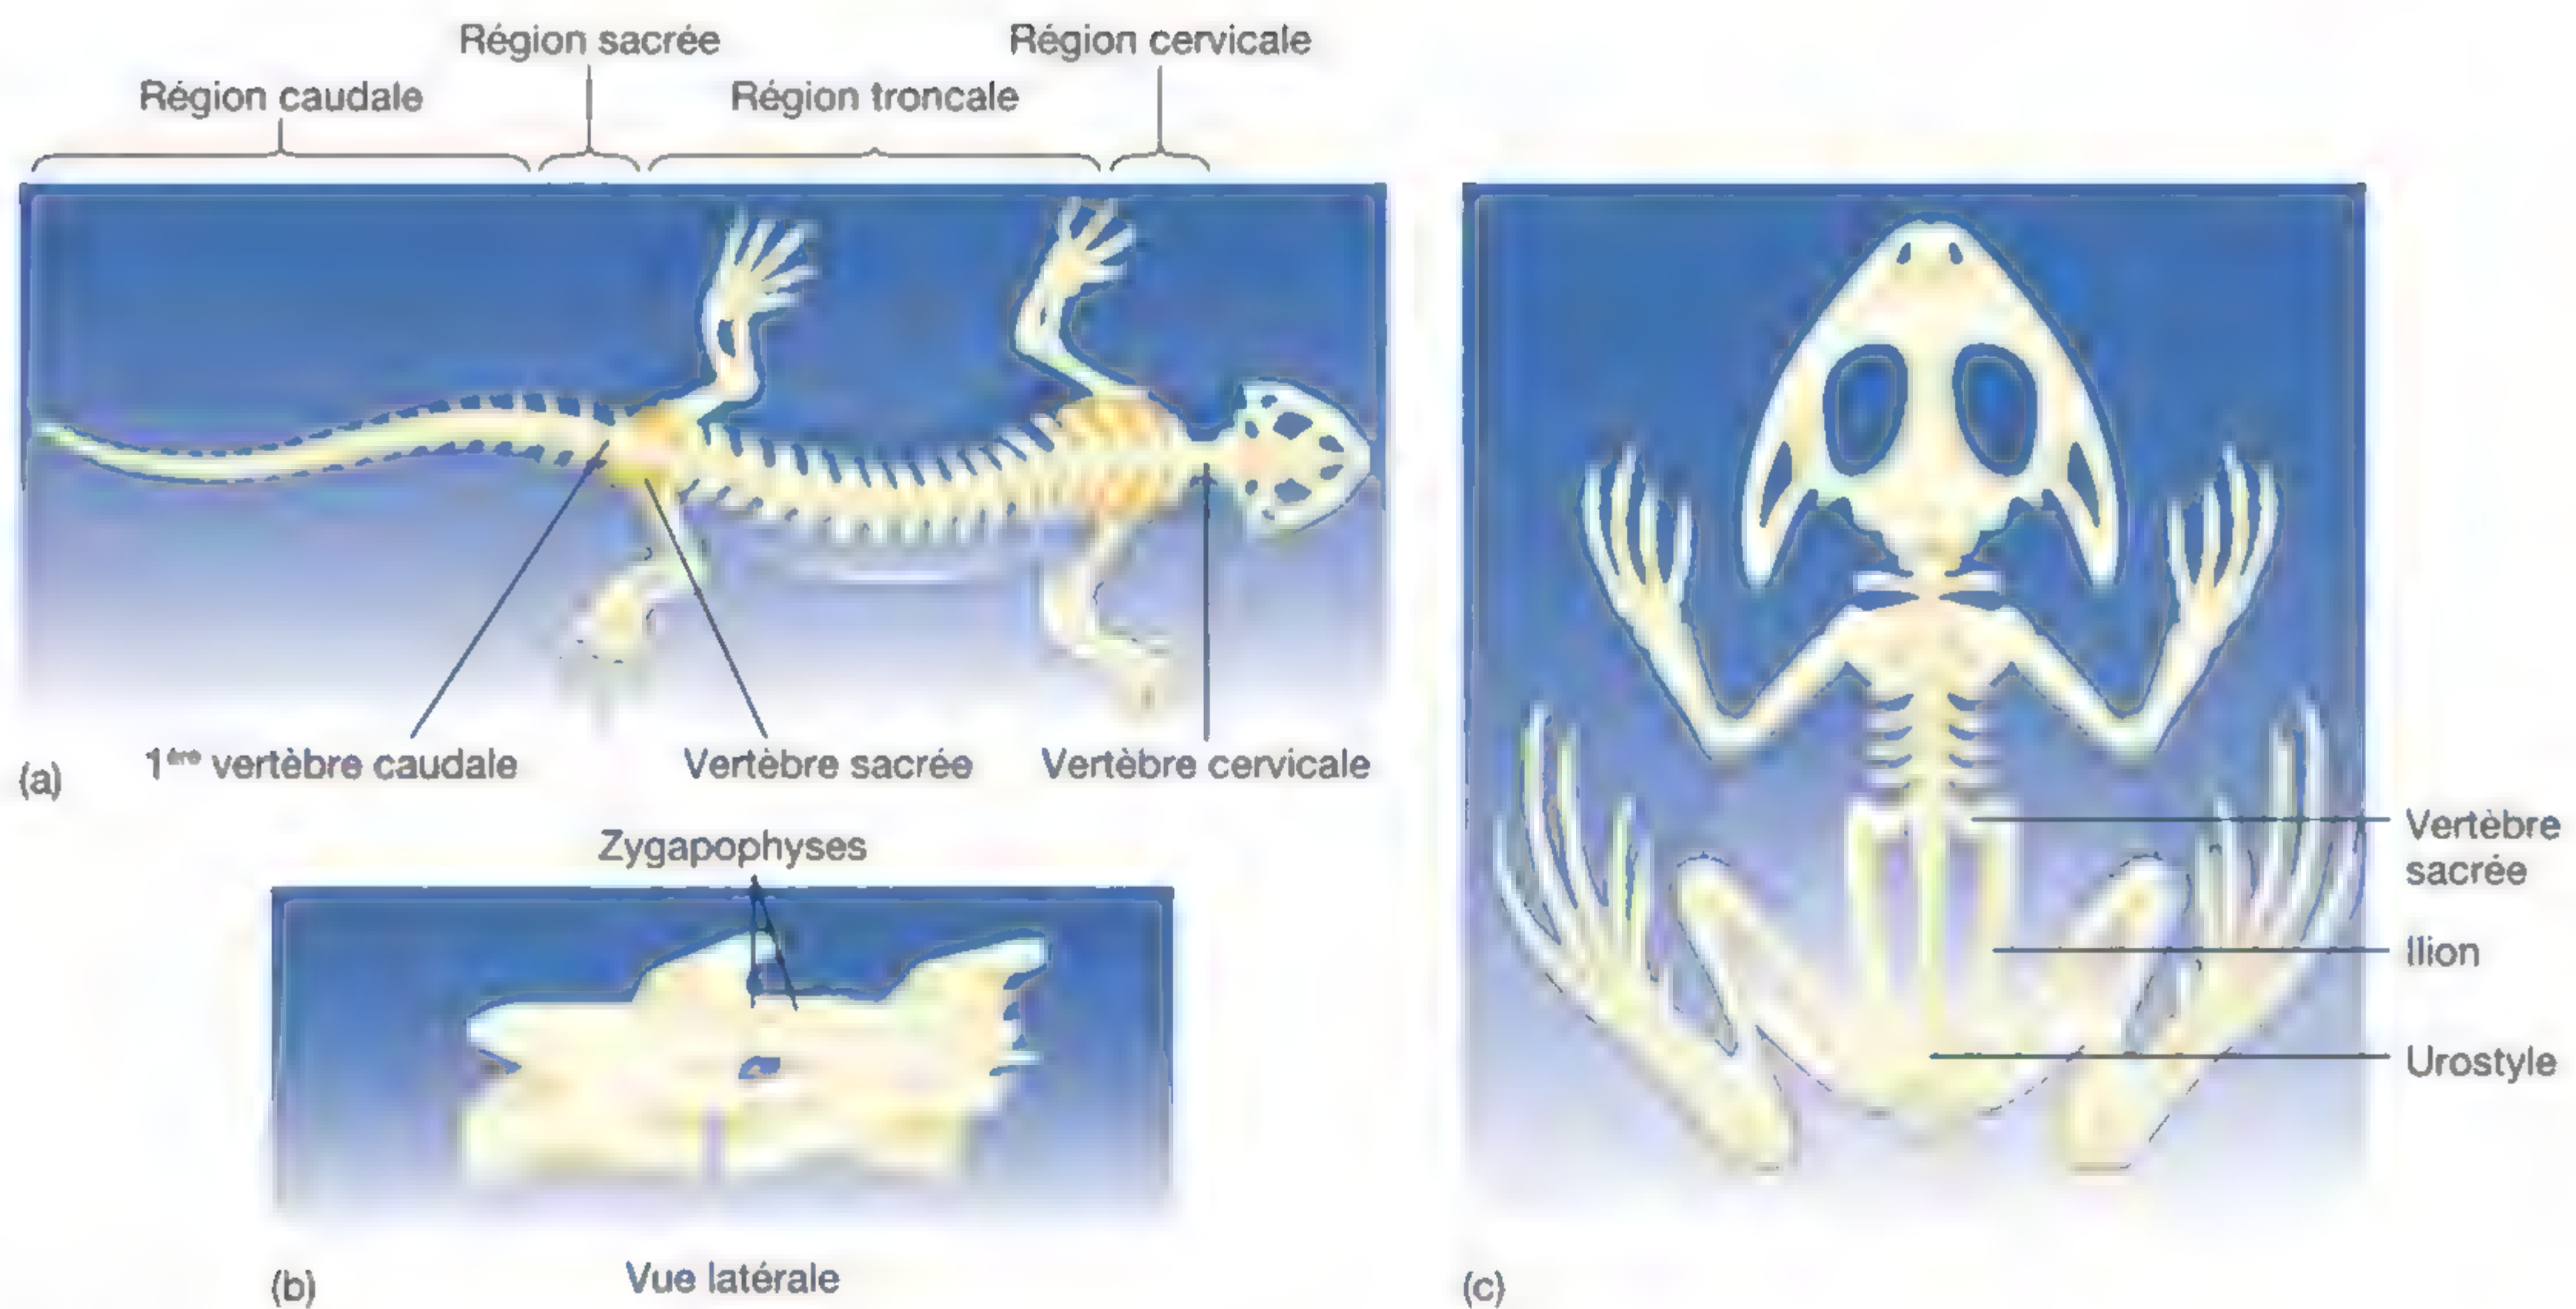 Région sacrée
Région cervicale
Région caudale
Région troncale
1ère vertèbre caudale
Vertèbre sacrée
Vertèbre cervicale
(a)
Zygapophyses
Vertèbre
sacrée
Ilion
Urostyle
Vue latérale
(b)
(c)